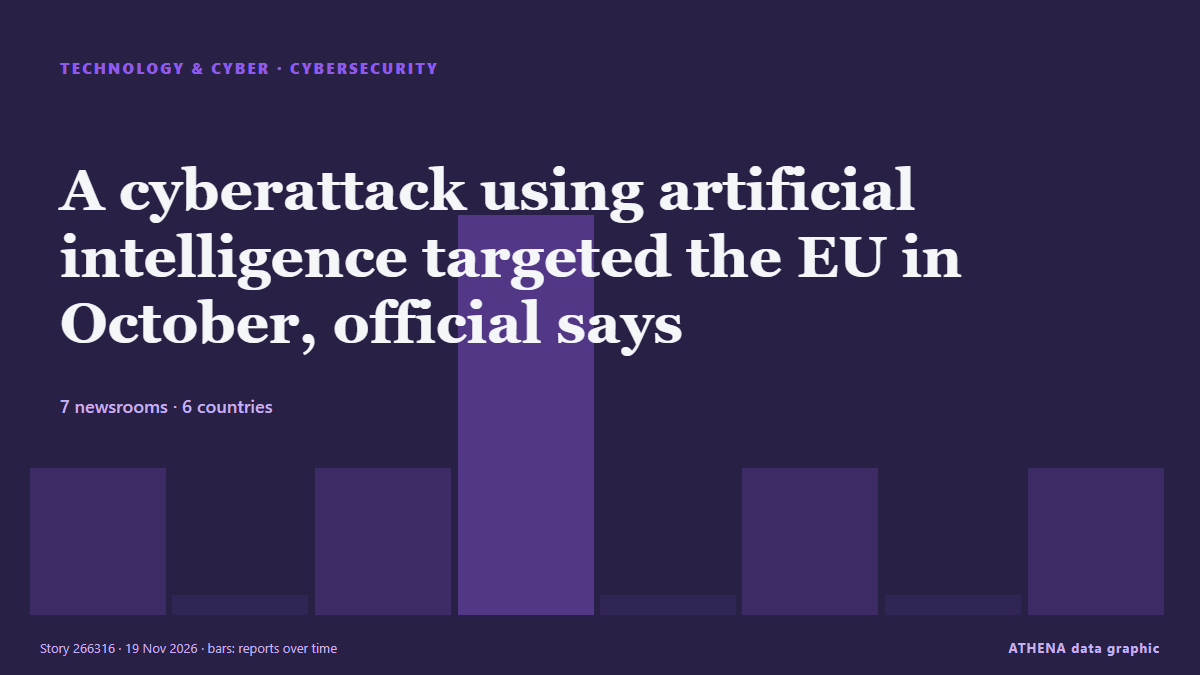 TECHNOLOGY & CYBER · CYBERSECURITY
A cyberattack using artificial
intelligence targeted the EU in
October, official says
7 newsrooms · 6 countries
Story 266316 · 19 Nov 2026 · bars: reports over time
ATHENA data graphic